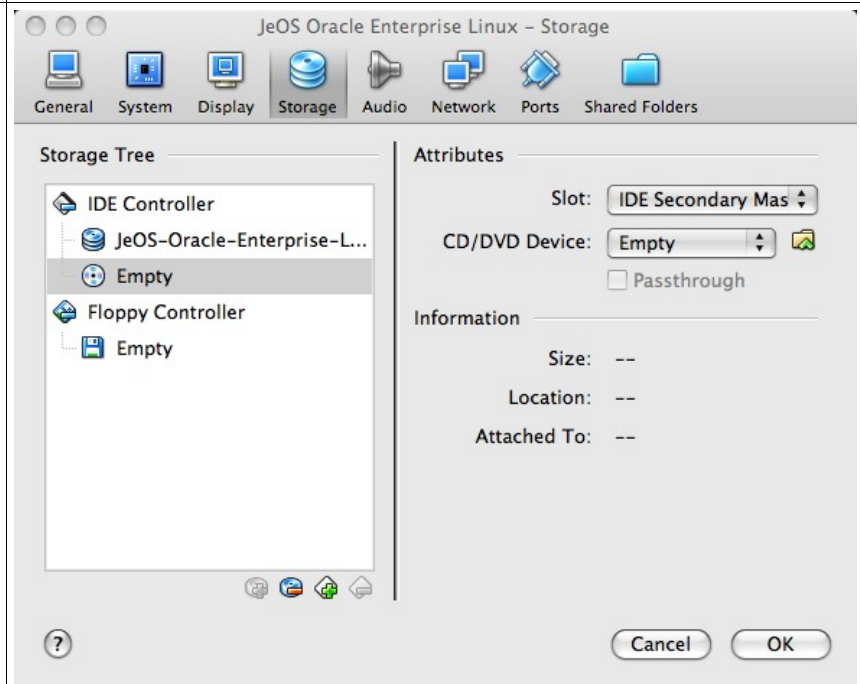 JeOS Oracle Enterprise Linux – Storage
General System Display Storage Audio Network Ports Shared Folders
Storage Tree
IDE Controller
JeOS-Oracle-Enterprise-L...
Empty
Floppy Controller
Empty
Attributes
Slot: IDE Secondary Mas
CD/DVD Device: Empty
Passthrough
Information
Size: --
Location: --
Attached To: --
?
Cancel OK